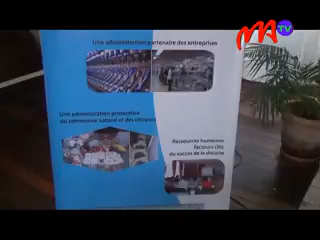 MA
TV
Une administration partenaire des entreprises
Une administration protectrice
du patrimoine naturel et des citoyens
Ressources humaines
facteurs clés
du succès de la douane